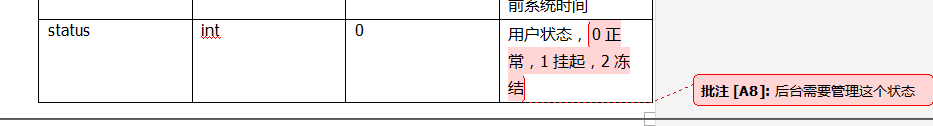 前系统时间
status int 0 用户状态，0 正
常，1 挂起，2 冻
结
批注 [A8]: 后台需要管理这个状态